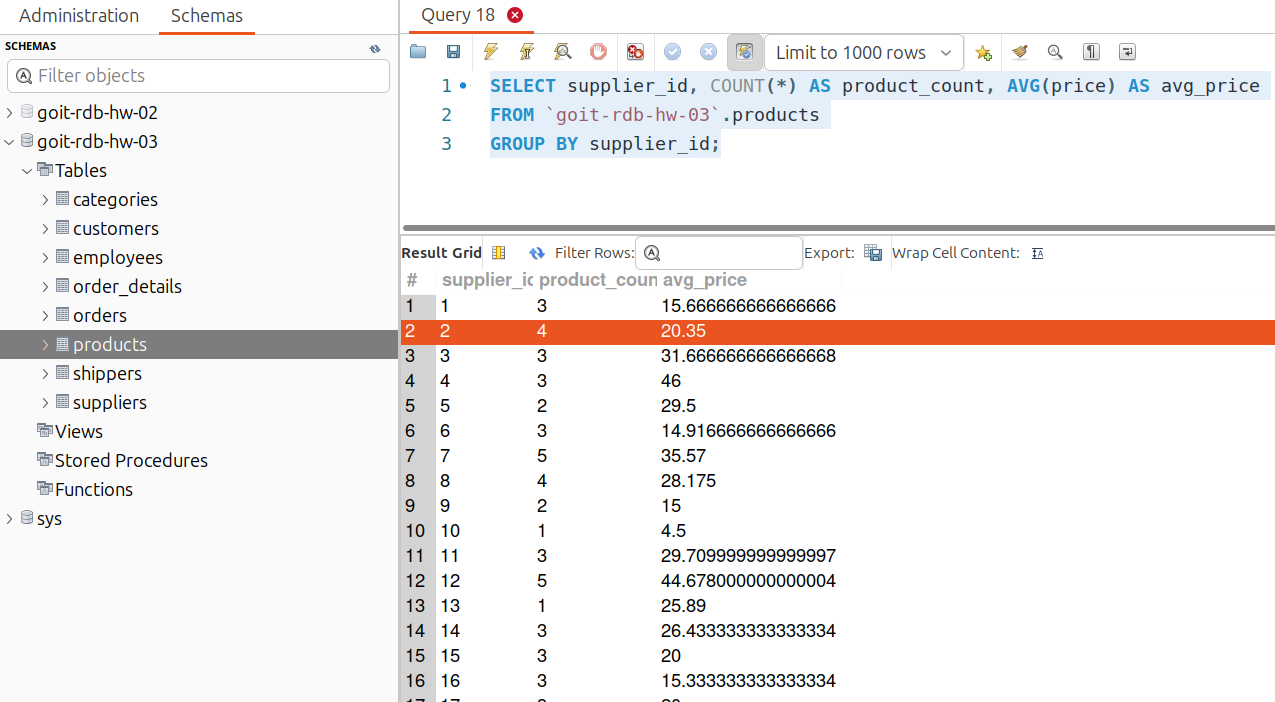 Administration Schemas
SCHEMAS
Filter objects
goit-rdb-hw-02
goit-rdb-hw-03
Tables
categories
customers
employees
order_details
orders
products
shippers
suppliers
Views
Stored Procedures
Functions
sys
Query 18
Limit to 1000 rows
1 SELECT supplier_id, COUNT(*) AS product_count, AVG(price) AS avg_price
2 FROM `goit-rdb-hw-03`.products
3 GROUP BY supplier_id;
Result Grid Filter Rows: Export: Wrap Cell Content:
# supplier_ic product_coun avg_price
1 1 3 15.666666666666666
2 2 4 20.35
3 3 3 31.666666666666668
4 4 3 46
5 5 2 29.5
6 6 3 14.916666666666666
7 7 5 35.57
8 8 4 28.175
9 9 2 15
10 10 1 4.5
11 11 3 29.709999999999997
12 12 5 44.678000000000004
13 13 1 25.89
14 14 3 26.433333333333334
15 15 3 20
16 16 3 15.333333333333334